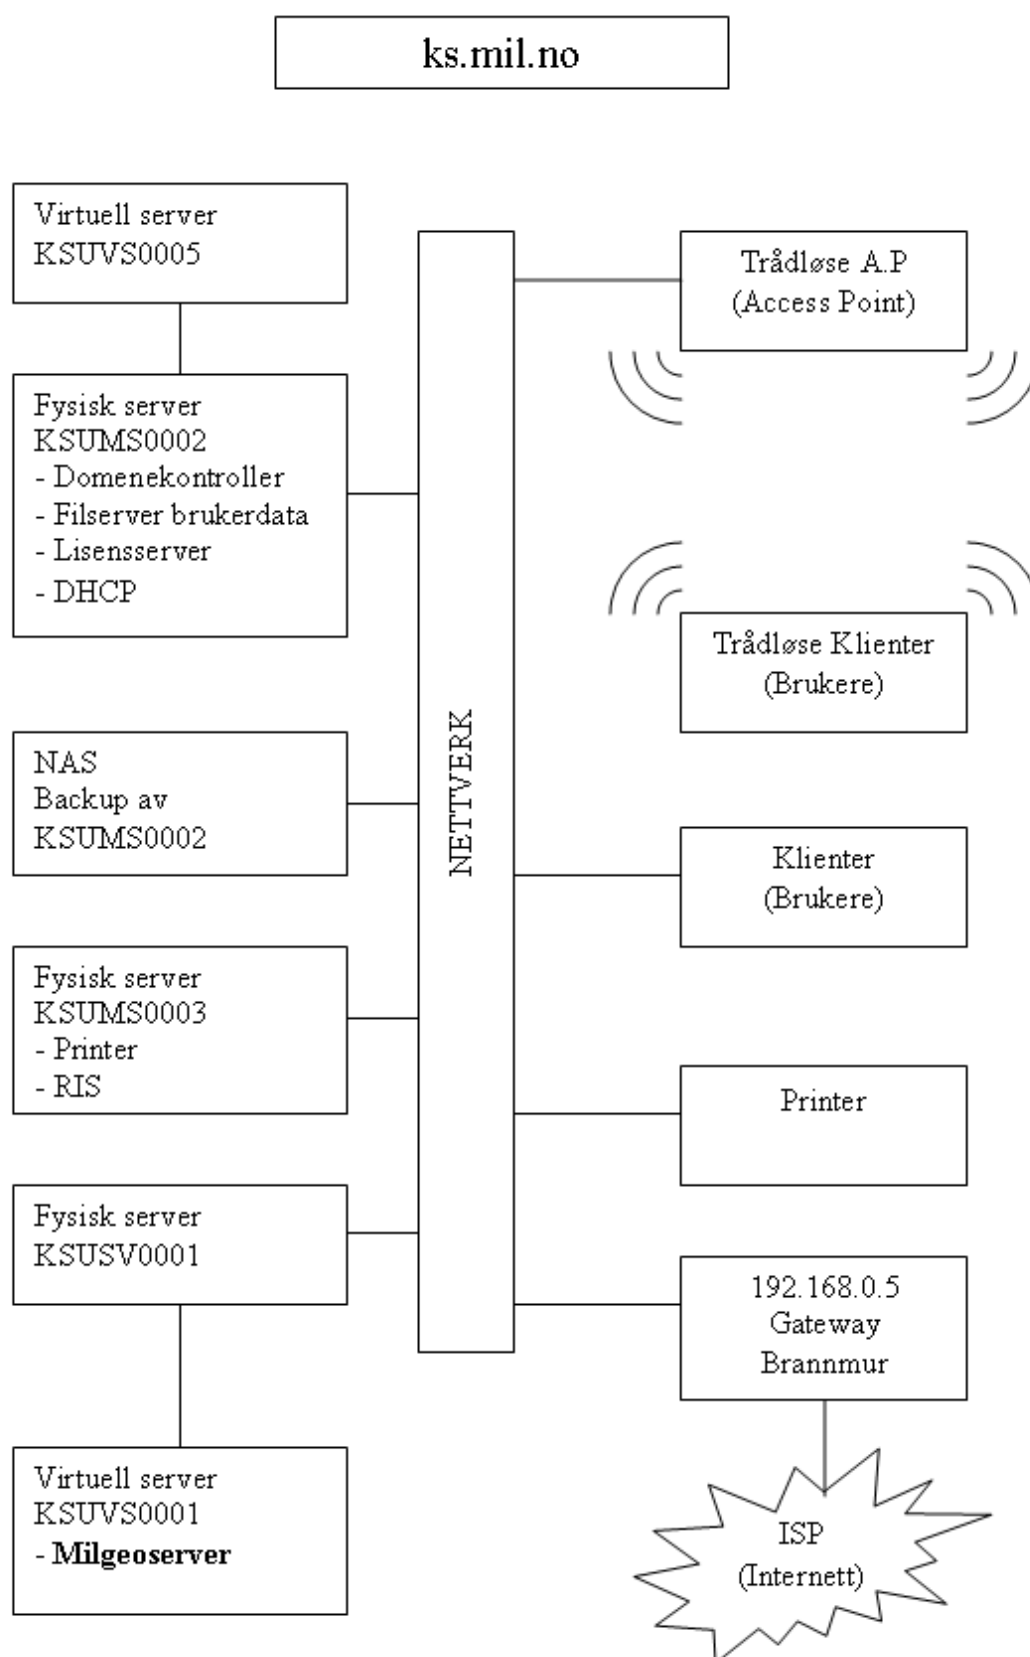 ks.mil.no
Virtuell server
KSUVS0005
Fysisk server
KSUMS0002
- Domenekontroller
- Filserver brukerdata
- Lisensserver
- DHCP
NAS
Backup av
KSUMS0002
Fysisk server
KSUMS0003
- Printer
- RIS
Fysisk server
KSUSV0001
Virtuell server
KSUVS0001
- Milgeoserver
NETTVERK
Trådløse A.P
(Access Point)
Trådløse Klienter
(Brukere)
Klienter
(Brukere)
Printer
192.168.0.5
Gateway
Brannmur
ISP
(Internett)